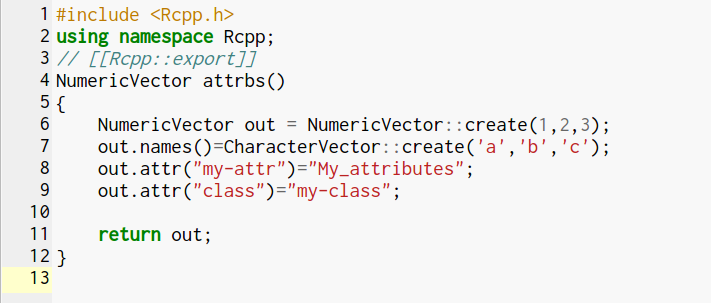 1 #include <Rcpp.h>
2 using namespace Rcpp;
3 // [[Rcpp::export]]
4 NumericVector attrbs()
5 {
6     NumericVector out = NumericVector::create(1,2,3);
7     out.names()=CharacterVector::create('a','b','c');
8     out.attr("my-attr")="My_attributes";
9     out.attr("class")="my-class";
10
11     return out;
12 }
13